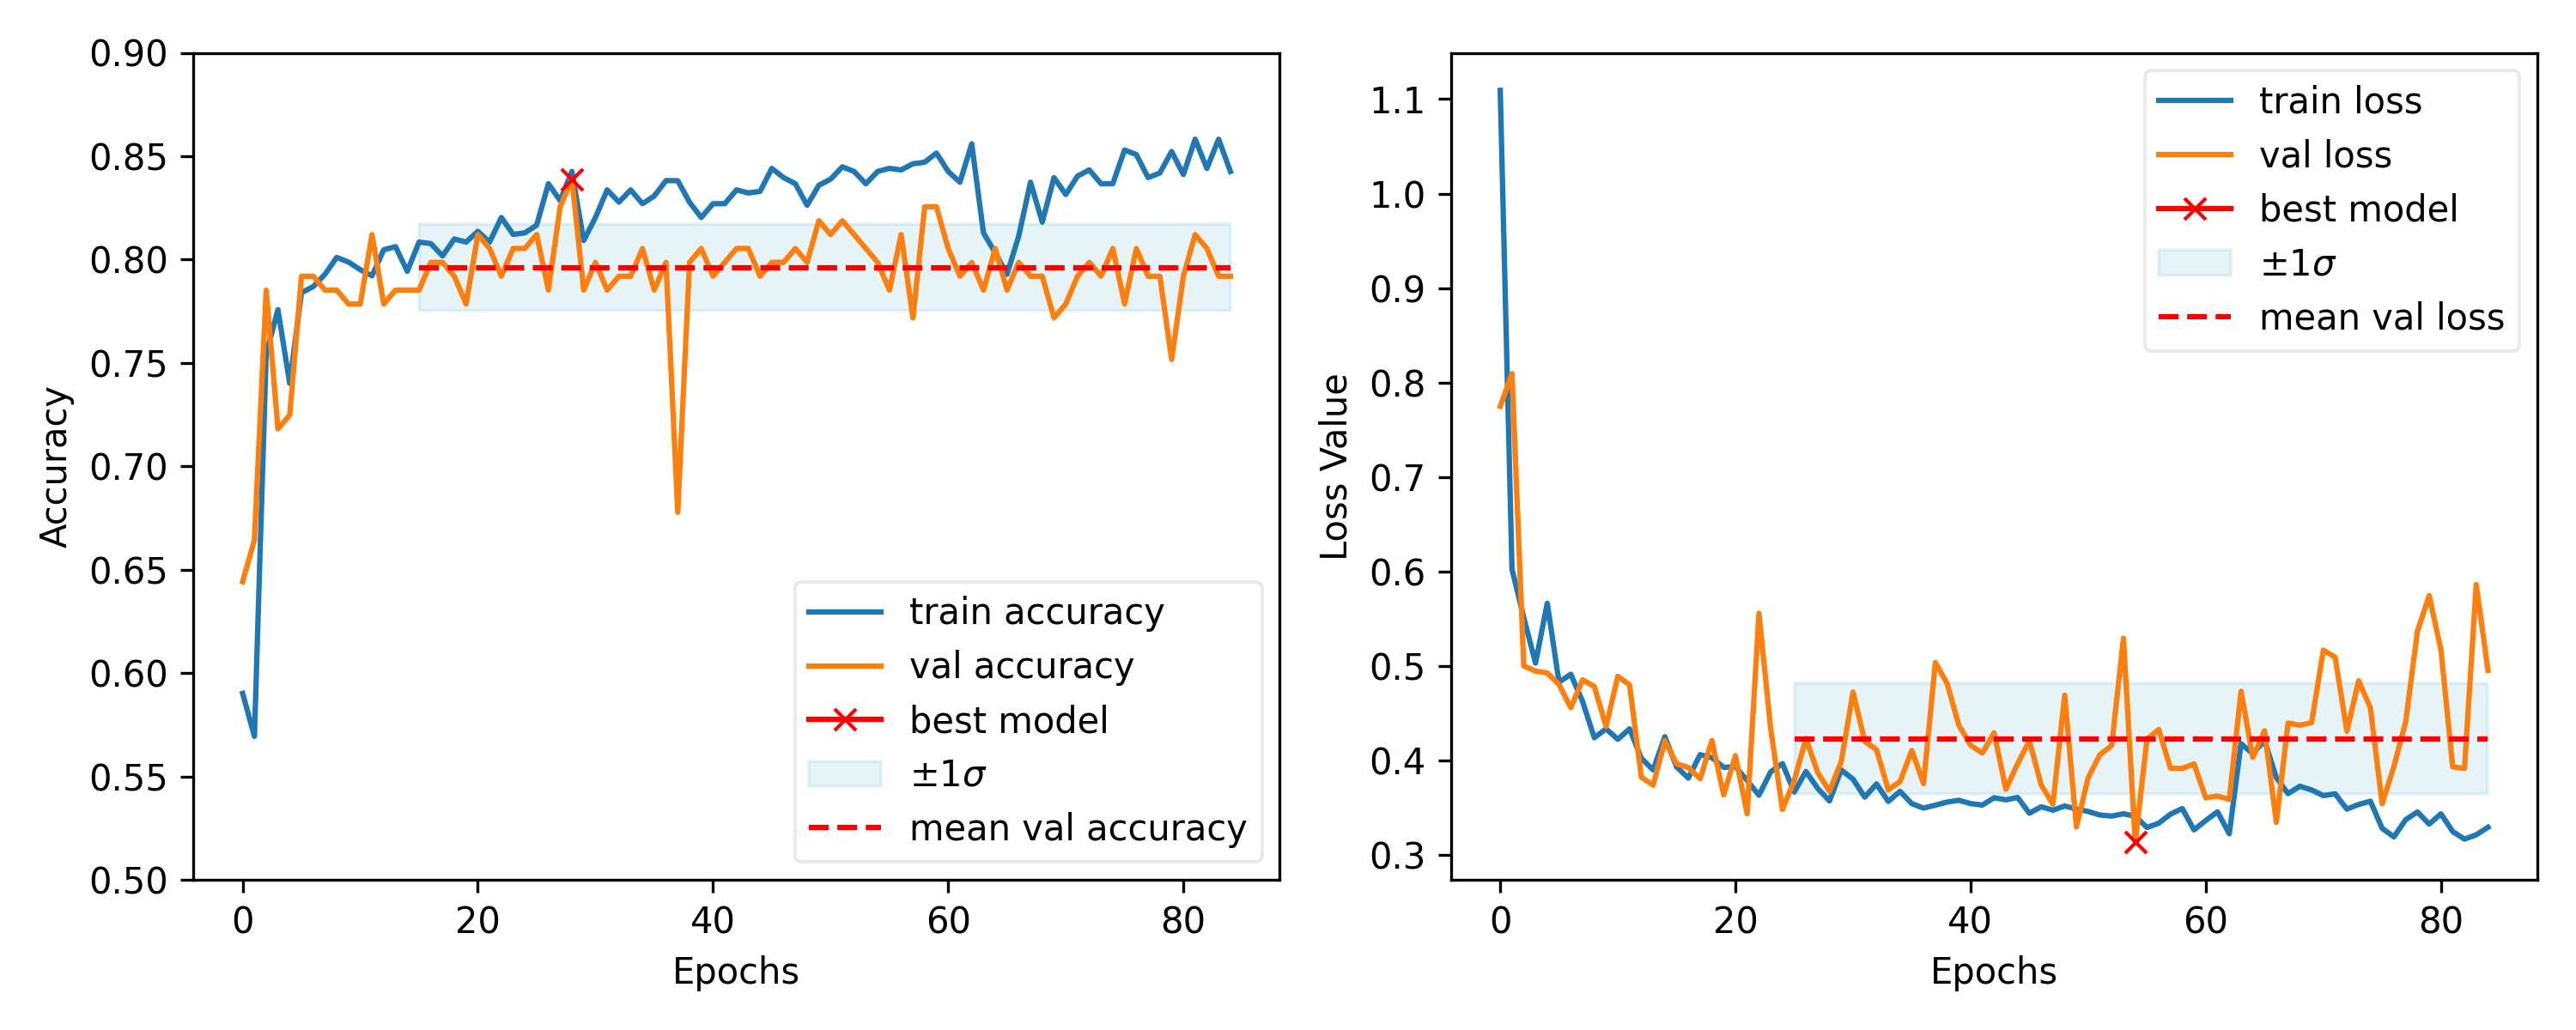 0.90
0.85
0.80
0.75
0.70
0.65
0.60
0.55
0.50
Accuracy
0 20 40 60 80
Epochs
train accuracy
val accuracy
best model
±1σ
mean val accuracy
1.1
1.0
0.9
0.8
0.7
0.6
0.5
0.4
0.3
Loss Value
0 20 40 60 80
Epochs
train loss
val loss
best model
±1σ
mean val loss